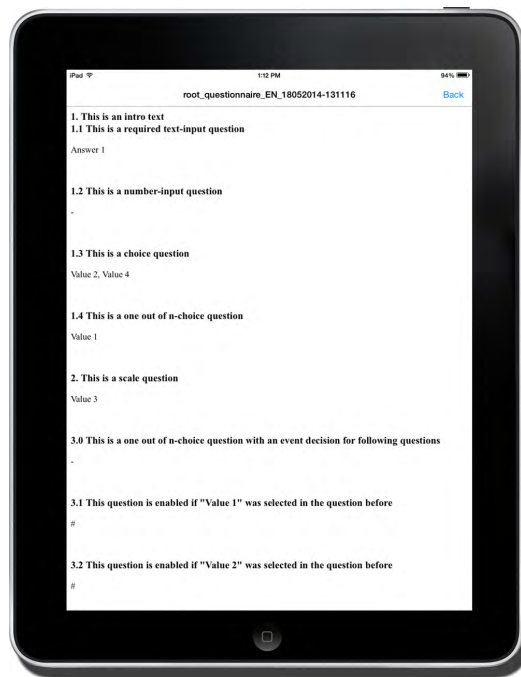 iPad 1:12 PM 94%
root_questionnaire_EN_18052014-131116 Back
1. This is an intro text
1.1 This is a required text-input question
Answer 1
1.2 This is a number-input question
-
1.3 This is a choice question
Value 2, Value 4
1.4 This is a one out of n-choice question
Value 1
2. This is a scale question
Value 3
3.0 This is a one out of n-choice question with an event decision for following questions
-
3.1 This question is enabled if "Value 1" was selected in the question before
#
3.2 This question is enabled if "Value 2" was selected in the question before
#